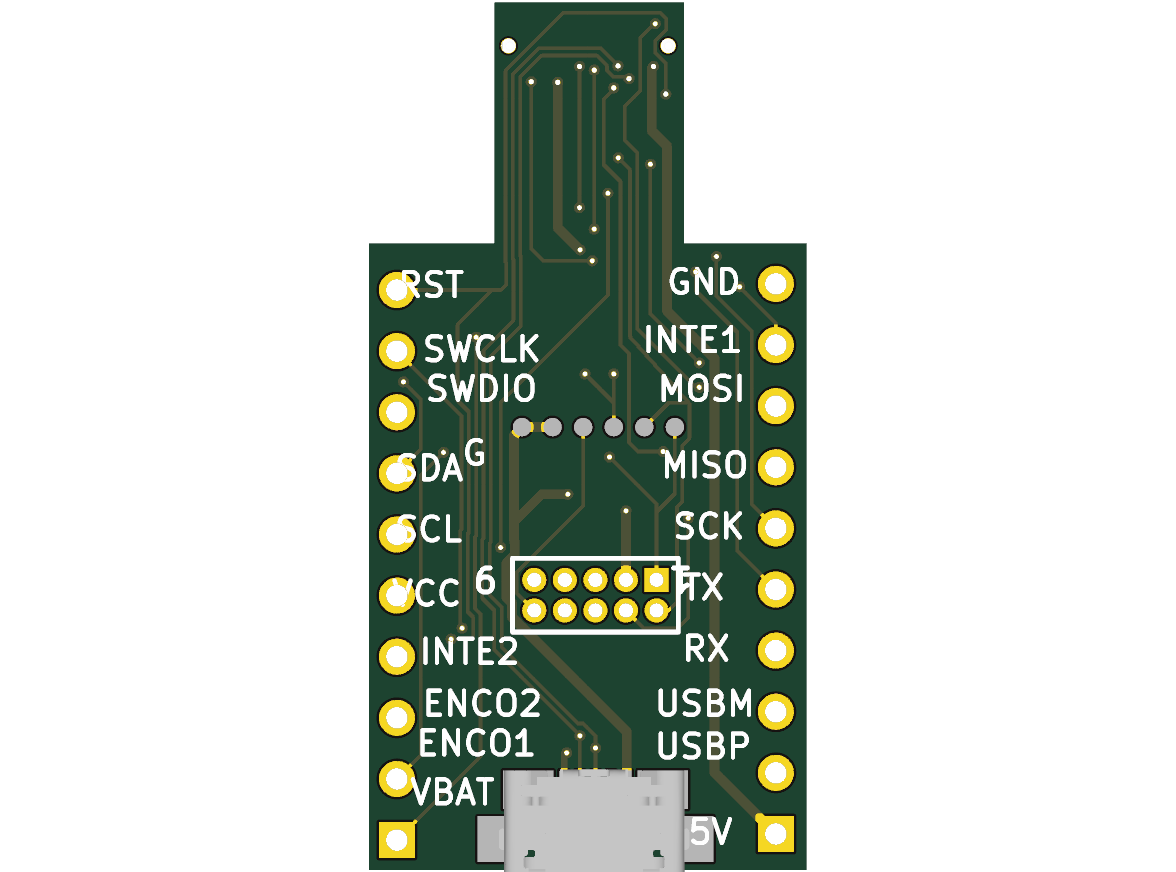 RST
GND
SWCLK
INTE1
SWDIO
MOSI
G
SDA
MISO
SCL
SCK
VCC
6
T
TX
INTE2
RX
ENCO2
USBM
ENCO1
USBP
VBAT
5V